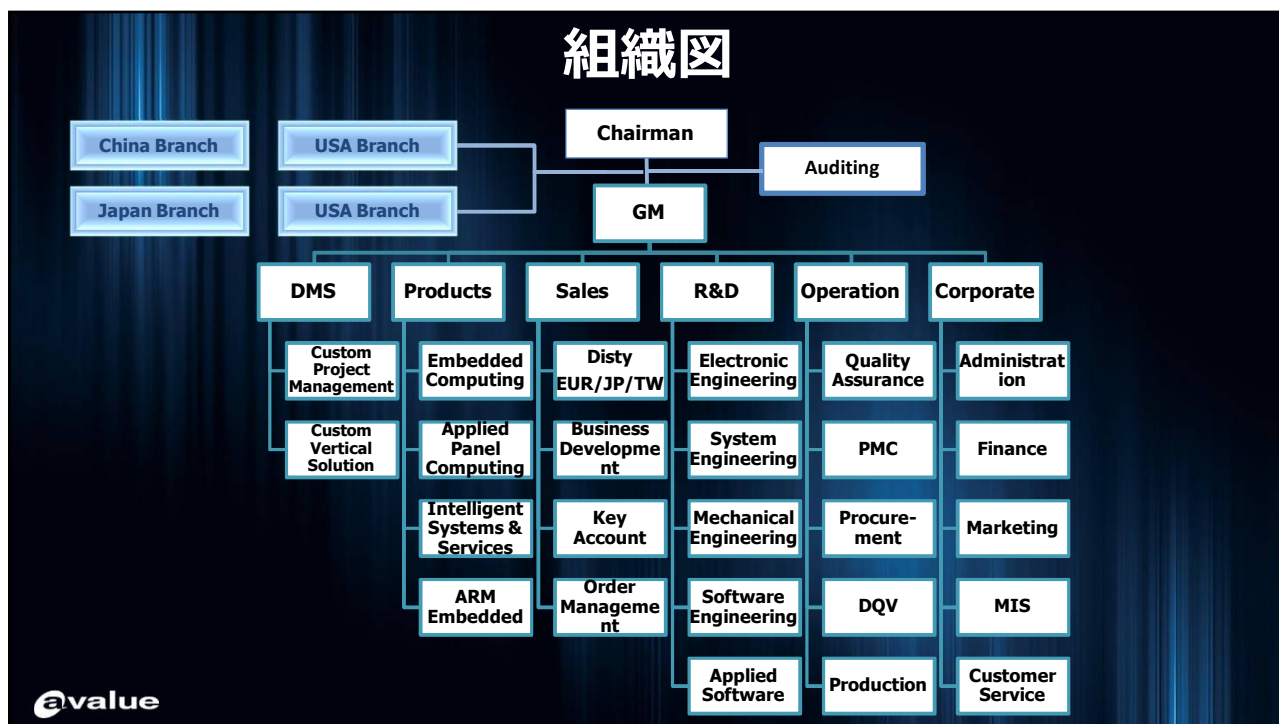 組織図
Chairman
China Branch
USA Branch
Auditing
Japan Branch
USA Branch
GM
DMS
Products
Sales
R&D
Operation
Corporate
Custom
Project
Management
Custom
Vertical
Solution
Embedded
Computing
Applied
Panel
Computing
Intelligent
Systems &
Services
ARM
Embedded
Disty
EUR/JP/TW
Business
Developme
nt
Key
Account
Order
Manageme
nt
Electronic
Engineering
System
Engineering
Mechanical
Engineering
Software
Engineering
Applied
Software
Quality
Assurance
PMC
Procure-
ment
DQV
Production
Administrat
ion
Finance
Marketing
MIS
Customer
Service
avalue